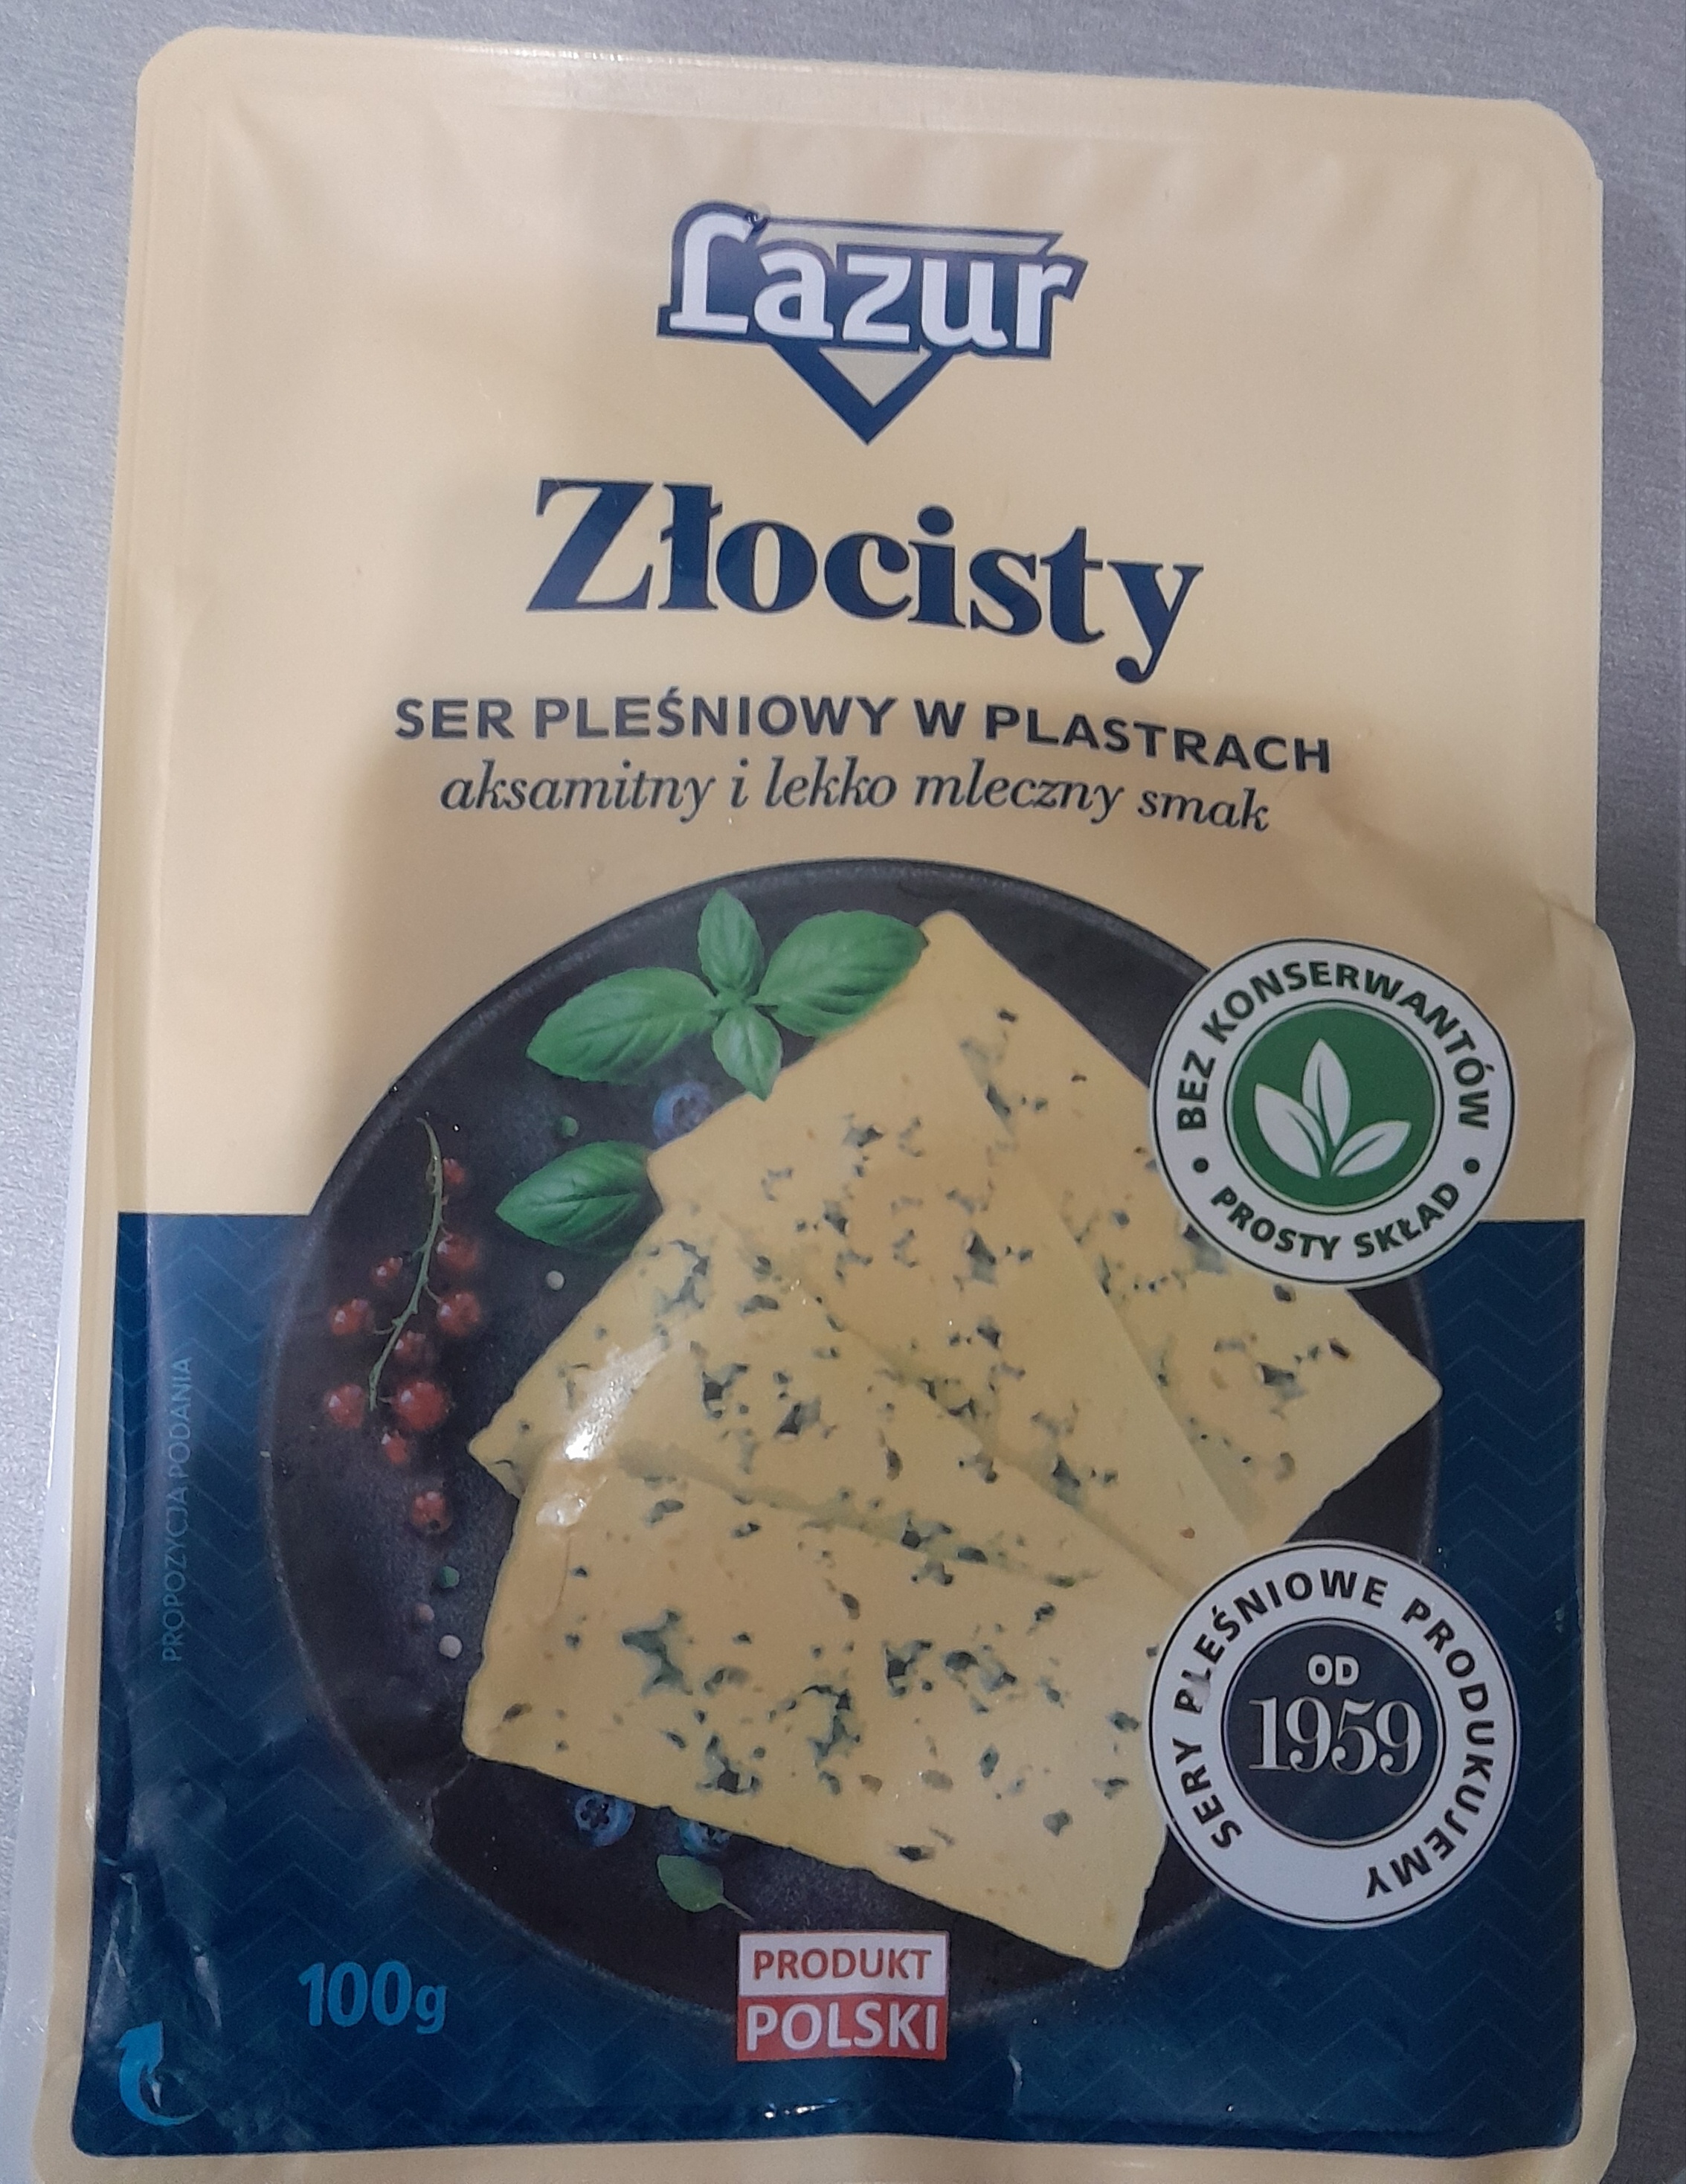 Lazur
Złocisty
SER PLEŚNIOWY W PLASTRACH
aksamitny i lekko mleczny smak
BEZ KONSERWANTÓW
• PROSTY SKŁAD •
PROPOZYCJA PODANIA
SERY PLEŚNIOWE PRODUKUJEMY
OD
1959
100g
PRODUKT
POLSKI